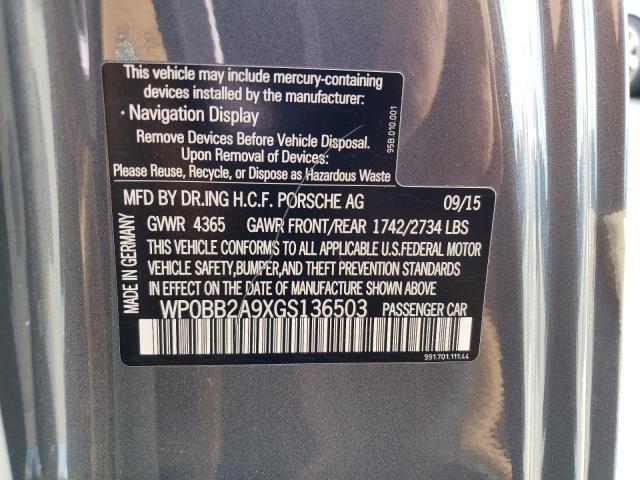 This vehicle may include mercury-containing
devices installed by the manufacturer:
· Navigation Display
Remove Devices Before Vehicle Disposal.
Upon Removal of Devices:
Please Reuse, Recycle, or Dispose as Hazardous Waste
95B.010.001
MFD BY DR.ING H.C.F. PORSCHE AG 09/15
GVWR 4365 GAWR FRONT/REAR 1742/2734 LBS
THIS VEHICLE CONFORMS TO ALL APPLICABLE U.S.FEDERAL MOTOR
VEHICLE SAFETY,BUMPER,AND THEFT PREVENTION STANDARDS
IN EFFECT ON THE DATE OF MANUFACTURE SHOWN ABOVE.
MADE IN GERMANY
WP0BB2A9XGS136503 PASSENGER CAR
991.701.111.44